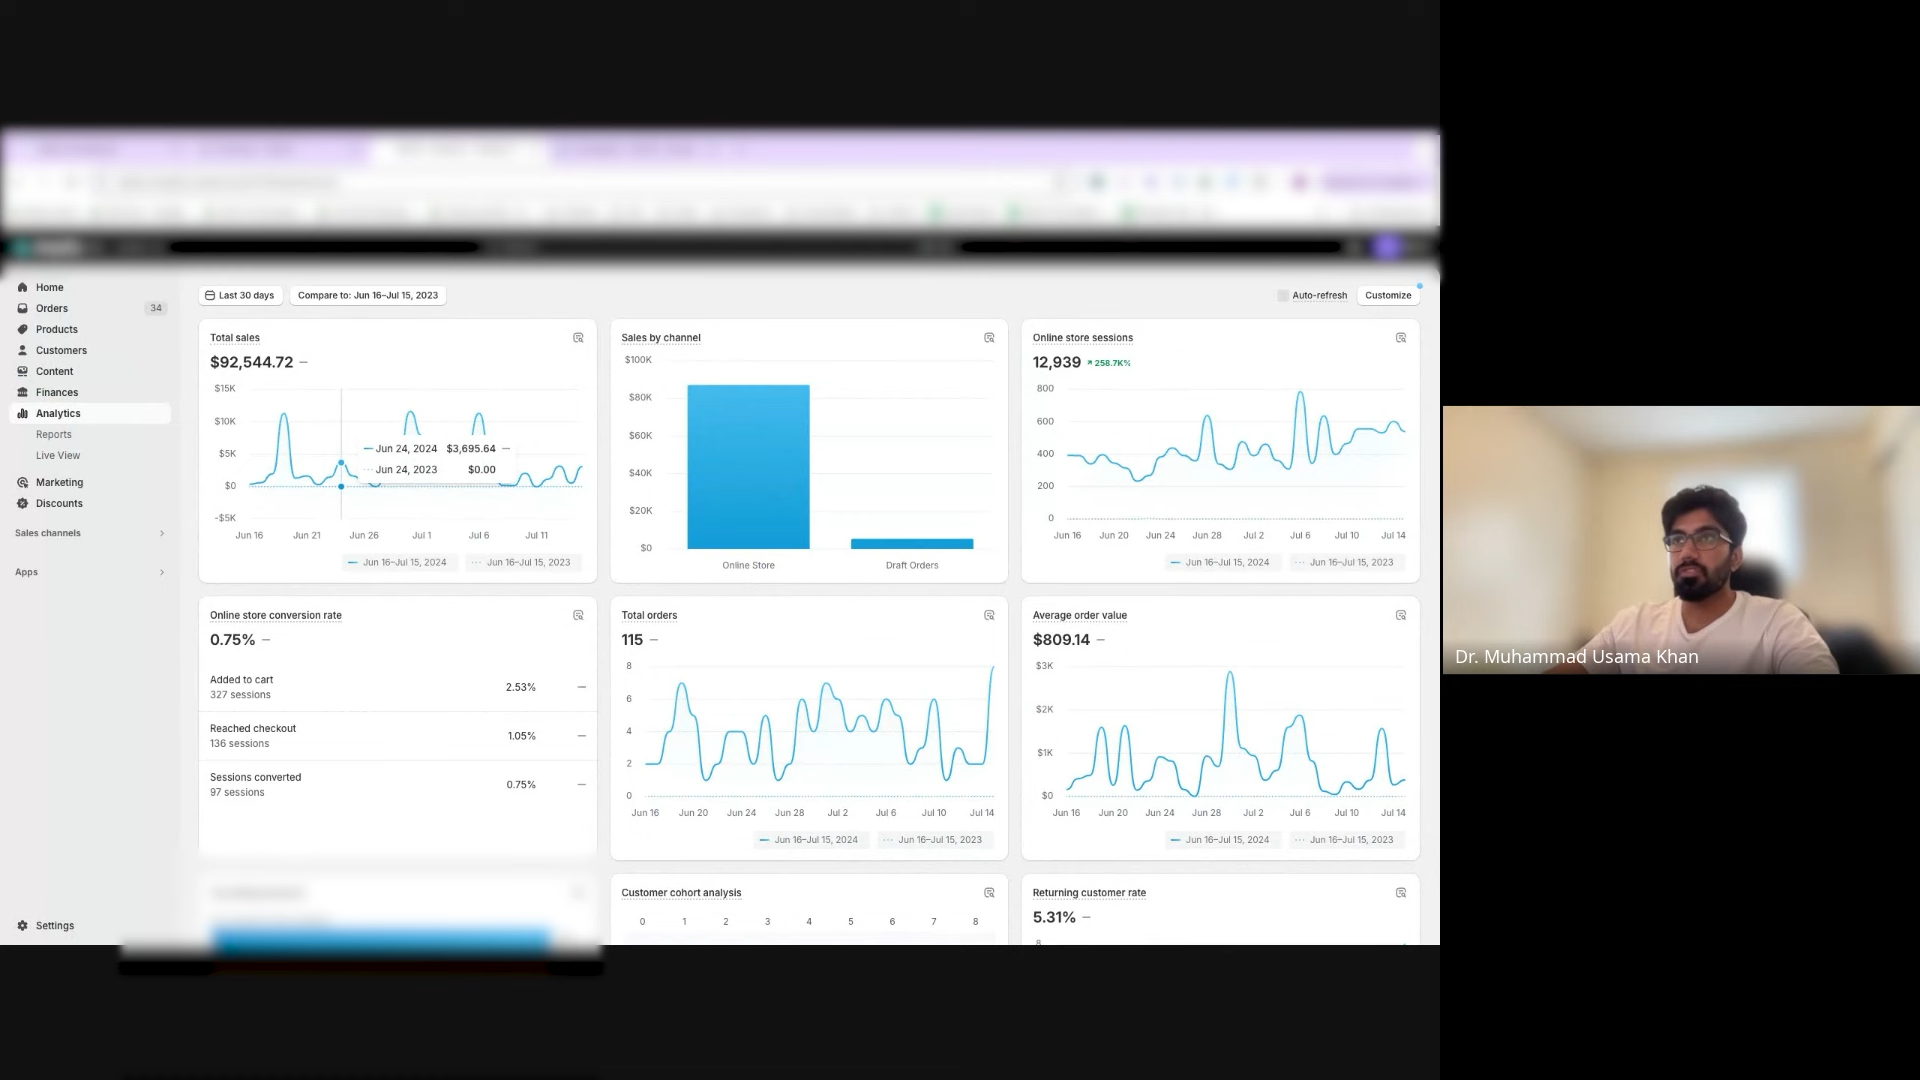 Home
Orders 34
Products
Customers
Content
Finances
Analytics
Reports
Live View
Marketing
Discounts
Sales channels
Apps
Settings
Last 30 days Compare to: Jun 16–Jul 15, 2023
Auto-refresh Customize
Total sales
$92,544.72 –
$15K
$10K
$5K
$0
-$5K
Jun 24, 2024 $3,695.64 –
Jun 24, 2023 $0.00
Jun 16 Jun 21 Jun 26 Jul 1 Jul 6 Jul 11
Jun 16–Jul 15, 2024 Jun 16–Jul 15, 2023
Sales by channel
$100K
$80K
$60K
$40K
$20K
$0
Online Store Draft Orders
Online store sessions
12,939 ↗ 258.7K%
800
600
400
200
0
Jun 16 Jun 20 Jun 24 Jun 28 Jul 2 Jul 6 Jul 10 Jul 14
Jun 16–Jul 15, 2024 Jun 16–Jul 15, 2023
Online store conversion rate
0.75% –
Added to cart
327 sessions
2.53% –
Reached checkout
136 sessions
1.05% –
Sessions converted
97 sessions
0.75% –
Total orders
115 –
8
6
4
2
0
Jun 16 Jun 20 Jun 24 Jun 28 Jul 2 Jul 6 Jul 10 Jul 14
Jun 16–Jul 15, 2024 Jun 16–Jul 15, 2023
Average order value
$809.14 –
$3K
$2K
$1K
$0
Jun 16 Jun 20 Jun 24 Jun 28 Jul 2 Jul 6 Jul 10 Jul 14
Jun 16–Jul 15, 2024 Jun 16–Jul 15, 2023
Customer cohort analysis
0 1 2 3 4 5 6 7 8
Returning customer rate
5.31% –
8
Dr. Muhammad Usama Khan